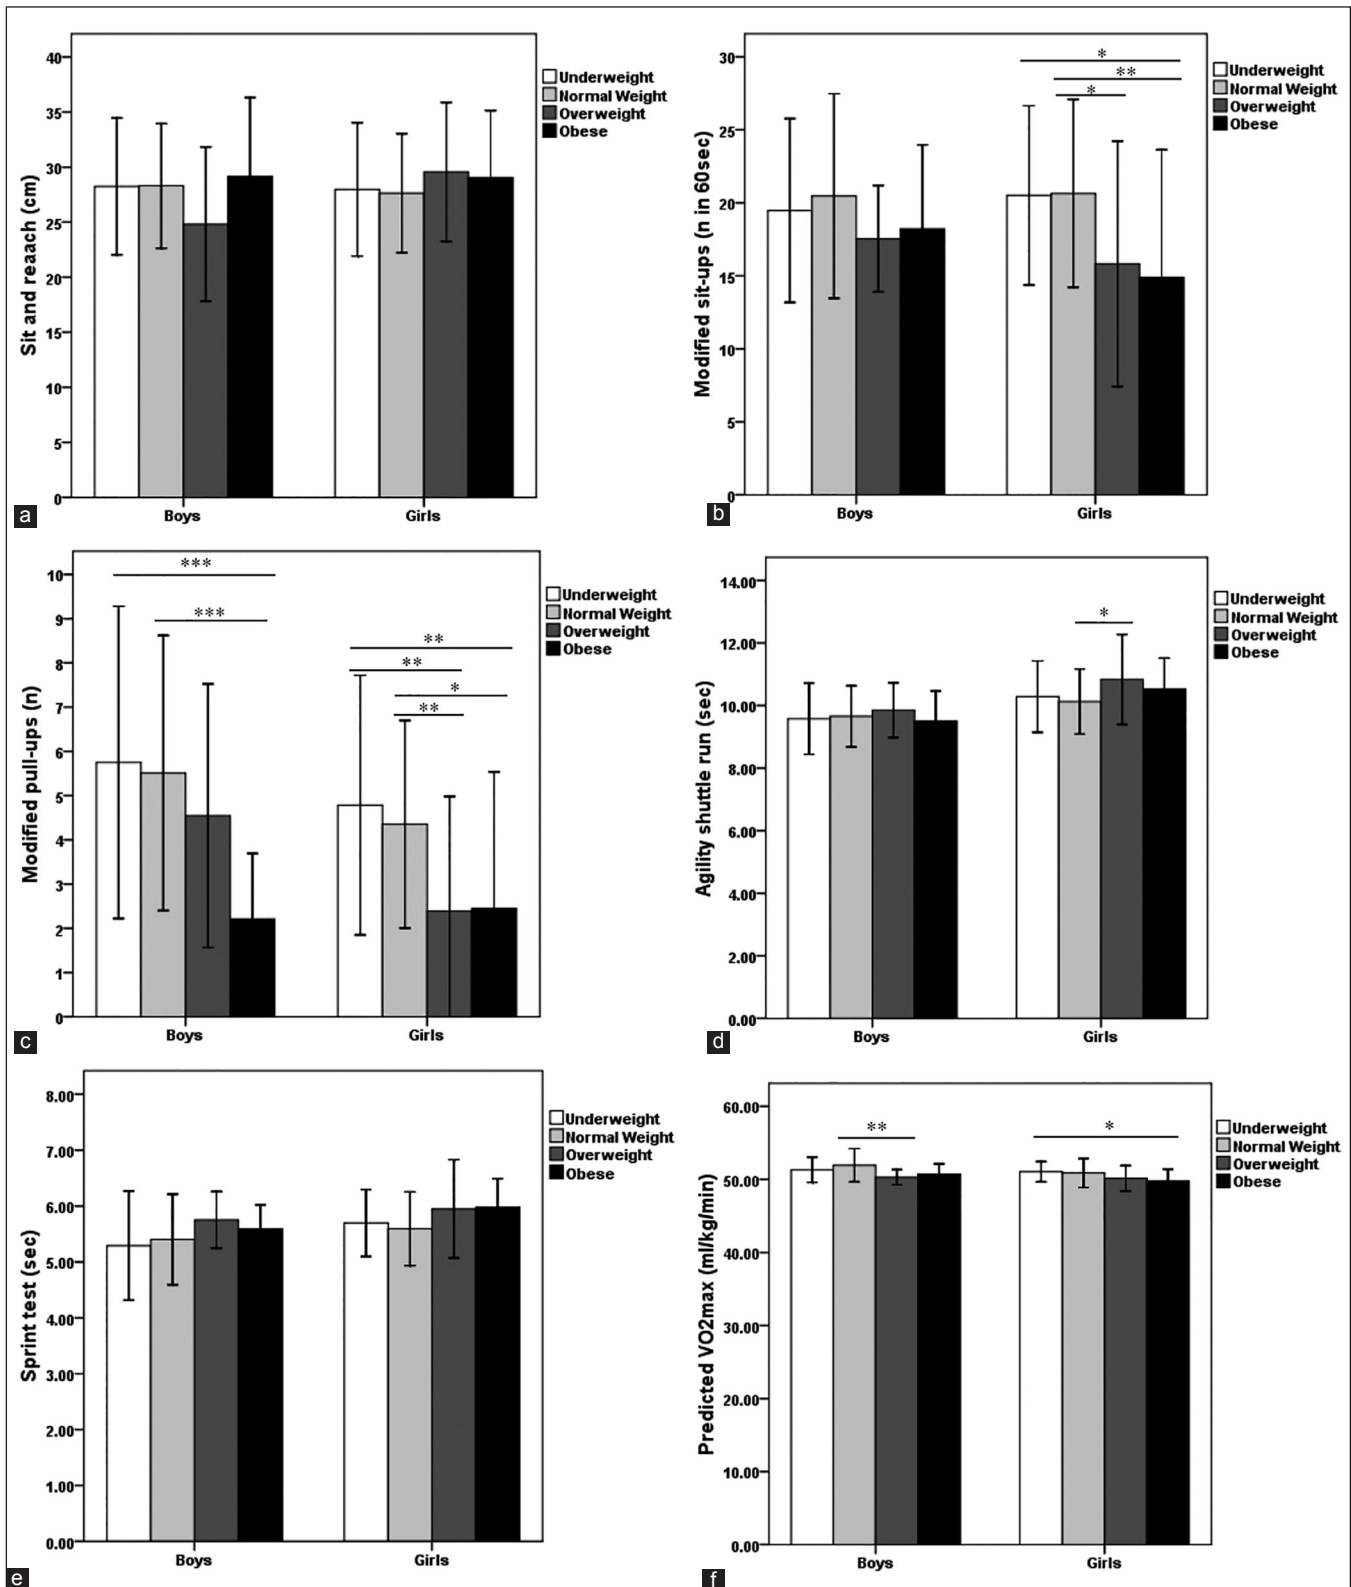 40
35
30
25
20
15
10
5
0
Sit and reaach (cm)
Underweight
Normal Weight
Overweight
Obese
Boys
Girls
a
30
25
20
15
10
5
0
Modified sit-ups (n in 60sec)
*
**
*
Underweight
Normal Weight
Overweight
Obese
Boys
Girls
b
10
9
8
7
6
5
4
3
2
1
0
Modified pull-ups (n)
***
***
**
**
*
**
Underweight
Normal Weight
Overweight
Obese
Boys
Girls
c
14.00
12.00
10.00
8.00
6.00
4.00
2.00
0.00
Agility shuttle run (sec)
*
Underweight
Normal Weight
Overweight
Obese
Boys
Girls
d
8.00
7.00
6.00
5.00
4.00
3.00
2.00
1.00
0.00
Sprint test (sec)
Underweight
Normal Weight
Overweight
Obese
Boys
Girls
e
60.00
50.00
40.00
30.00
20.00
10.00
0.00
Predicted VO2max (ml/kg/min)
**
*
Underweight
Normal Weight
Overweight
Obese
Boys
Girls
f